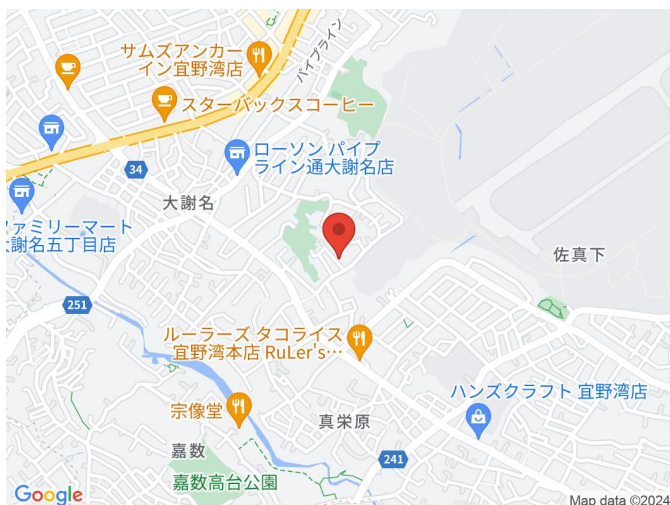 サムズアンカー
イン宜野湾店
パイプライン
スターバックスコーヒー
ローソン パイプ
ライン通大謝名店
34
大謝名
ファミリーマート
大謝名五丁目店
佐真下
251
ルーラーズ タコライス
宜野湾本店 RuLer's…
ハンズクラフト 宜野湾店
宗像堂
真栄原
嘉数
241
嘉数高台公園
Google
Map data ©2024